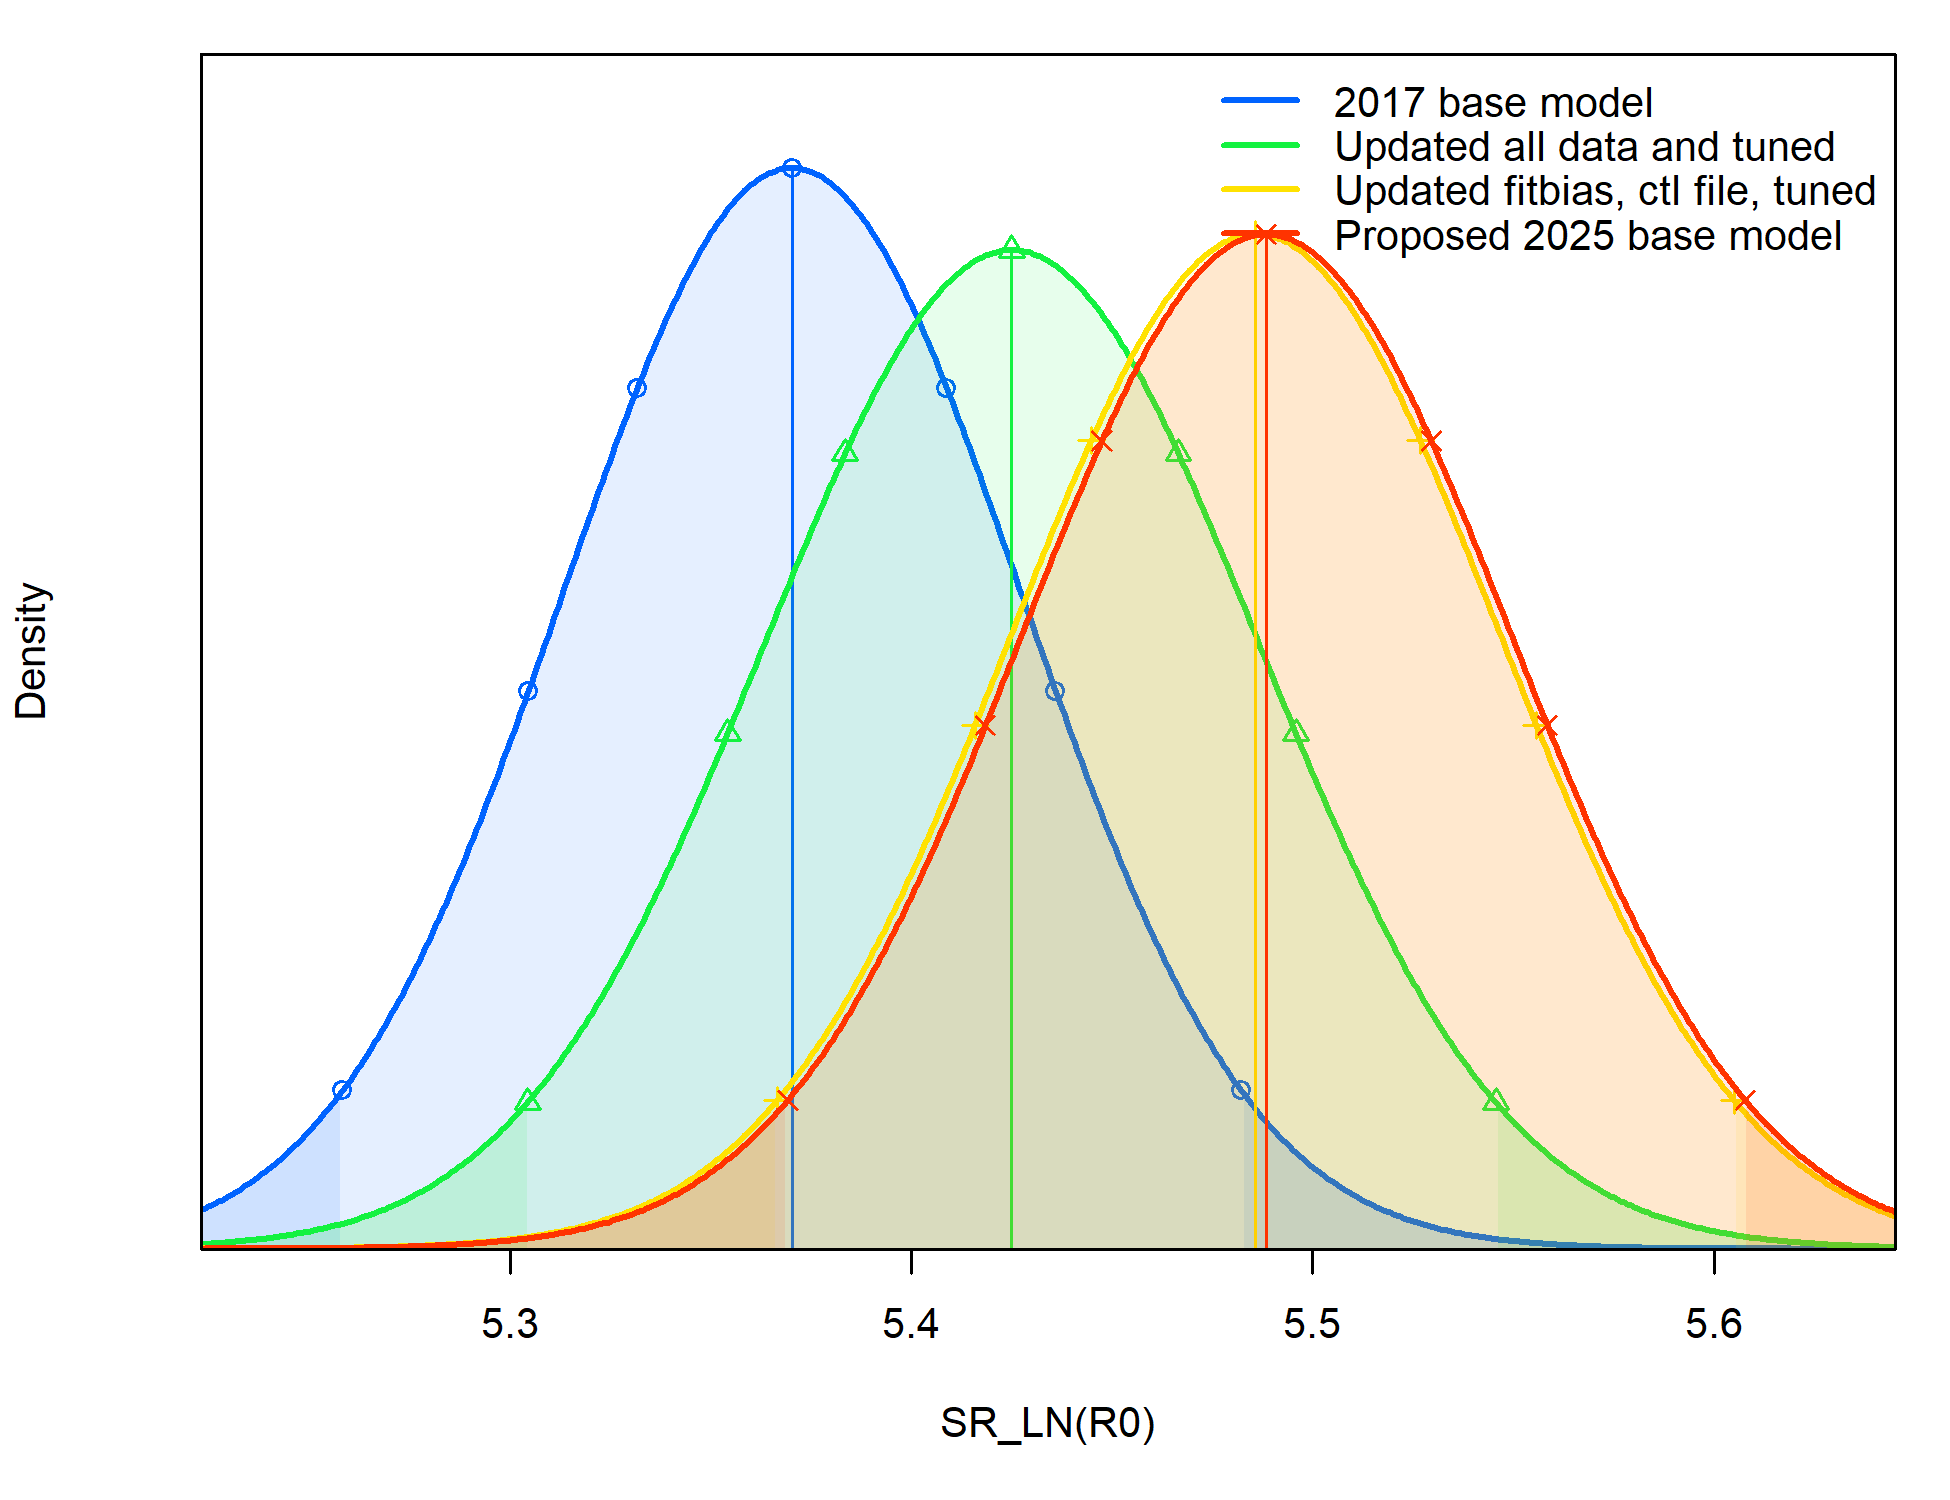 2017 base model
Updated all data and tuned
Updated fitbias, ctl file, tuned
Proposed 2025 base model
Density
5.3 5.4 5.5 5.6
SR_LN(R0)